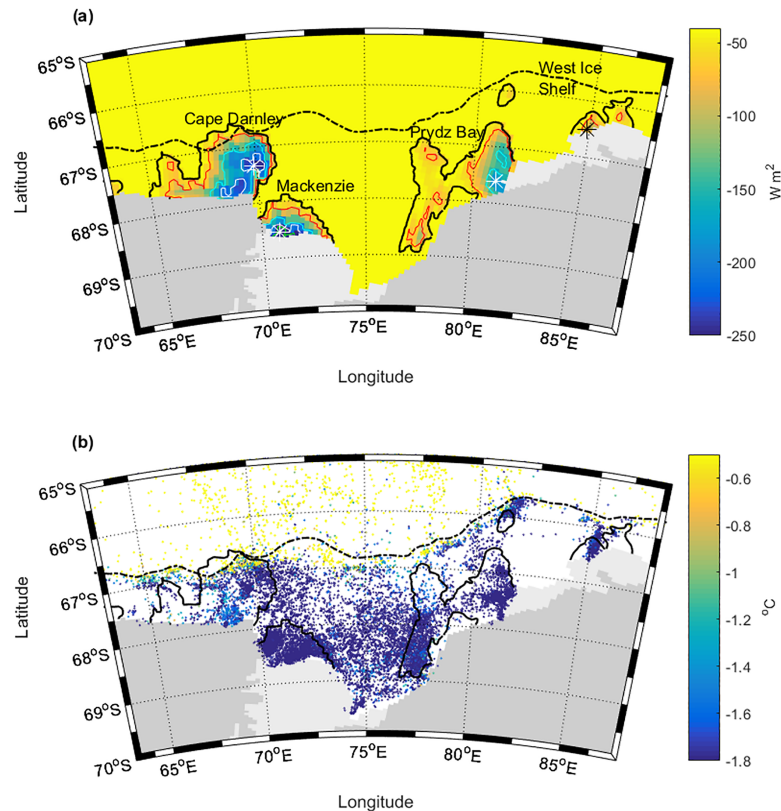 (a)
65°S
66°S
67°S
68°S
69°S
70°S
65°E
70°E
75°E
80°E
85°E
Latitude
Longitude
West Ice
Shelf
Cape Darnley
Prydz Bay
Mackenzie
-50
-100
-150
-200
-250
W m²
(b)
65°S
66°S
67°S
68°S
69°S
70°S
65°E
70°E
75°E
80°E
85°E
Latitude
Longitude
-0.6
-0.8
-1
-1.2
-1.4
-1.6
-1.8
°C